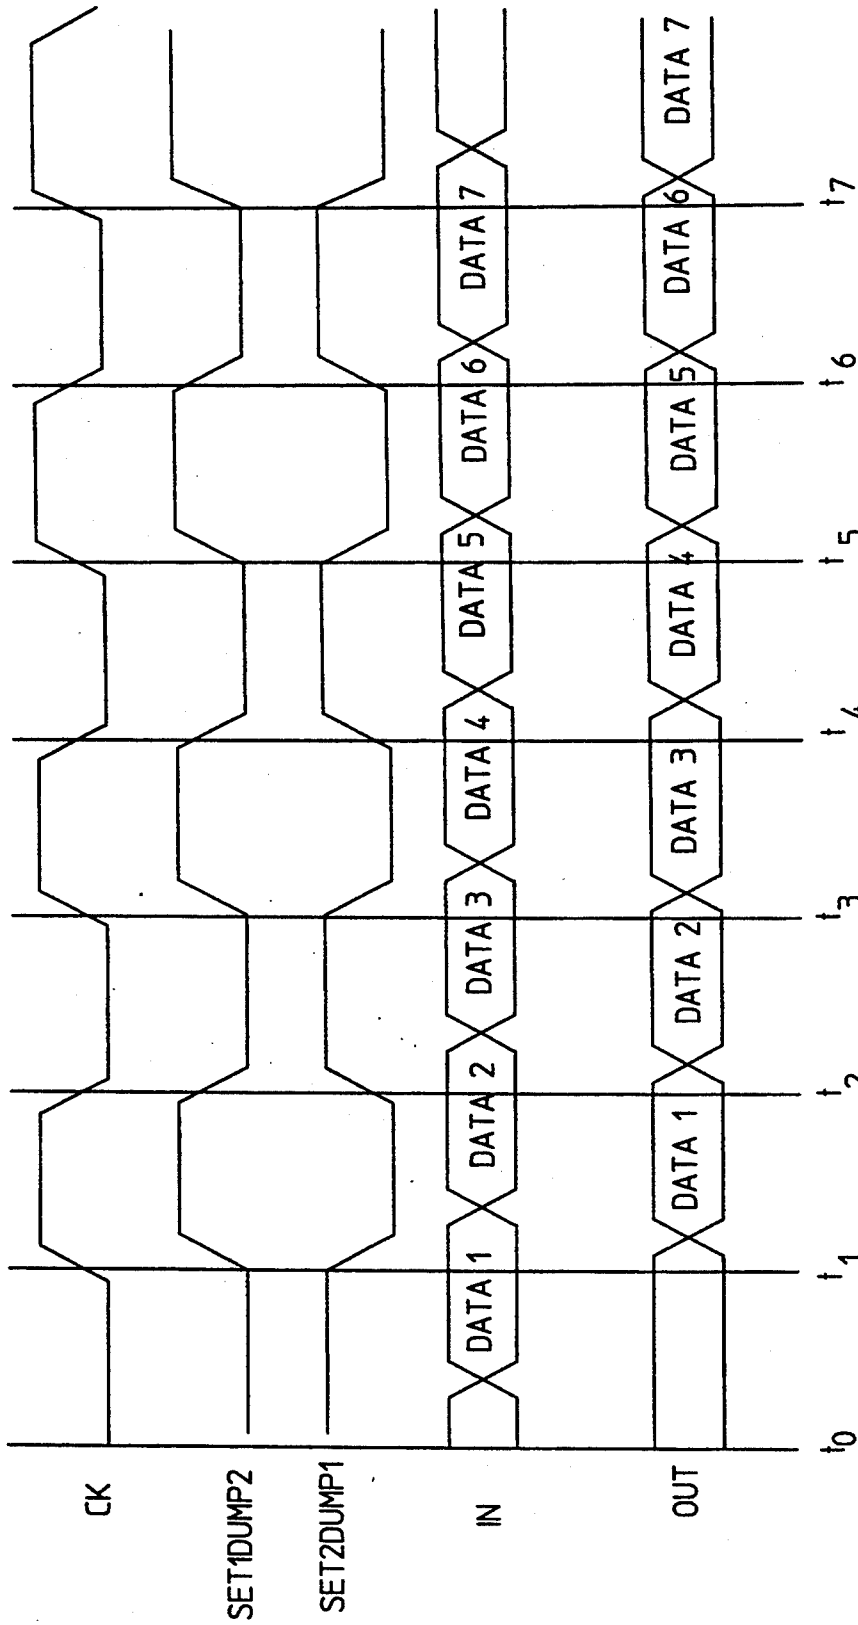 CK
SET1DUMP2
SET2DUMP1
IN
DATA 1
DATA 2
DATA 3
DATA 4
DATA 5
DATA 6
DATA 7
OUT
DATA 1
DATA 2
DATA 3
DATA 4
DATA 5
DATA 6
DATA 7
t0
t1
t2
t3
t4
t5
t6
t7